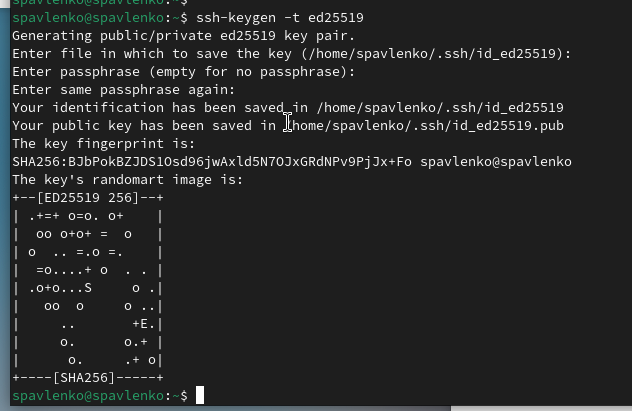 spavlenko@spavlenko:~$ ssh-keygen -t ed25519
Generating public/private ed25519 key pair.
Enter file in which to save the key (/home/spavlenko/.ssh/id_ed25519):
Enter passphrase (empty for no passphrase):
Enter same passphrase again:
Your identification has been saved in /home/spavlenko/.ssh/id_ed25519
Your public key has been saved in /home/spavlenko/.ssh/id_ed25519.pub
The key fingerprint is:
SHA256:BJbPokBZJDS1Osd96jwAxld5N7OJxGRdNPv9PjJx+Fo spavlenko@spavlenko
The key's randomart image is:
+--[ED25519 256]--+
| .+=+ o=o. o+    |
|  oo o+o+ =  o   |
| o  .. =.o =.    |
|  =o....+ o  . . |
| .o+o...S     o .|
|   oo  o     o ..|
|     ..       +E.|
|     o.      o.+ |
|      o.     .+ o|
+----[SHA256]-----+
spavlenko@spavlenko:~$